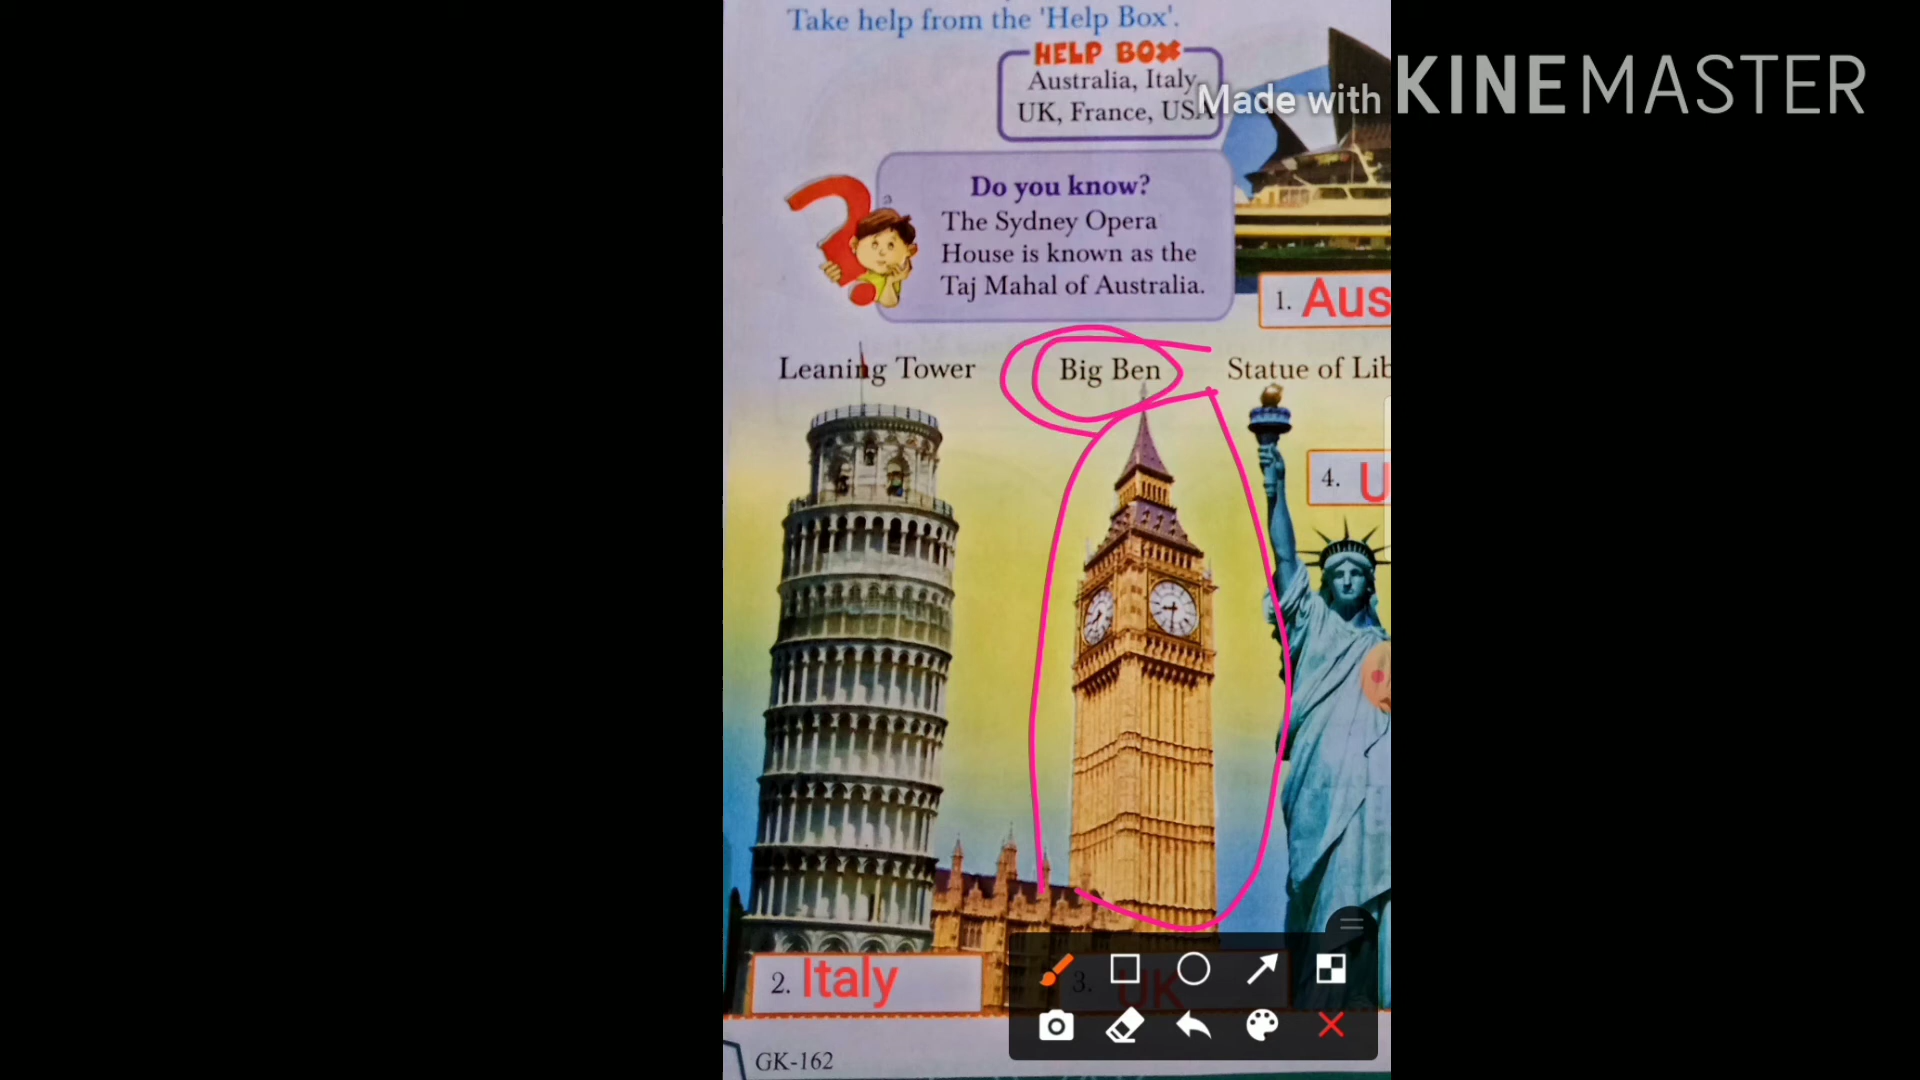 Take help from the 'Help Box'.
HELP BOX
Australia, Italy,
UK, France, USA
Made with KINEMASTER
Do you know?
The Sydney Opera
House is known as the
Taj Mahal of Australia.
1. Aus
Leaning Tower
Big Ben
Statue of Lib
4. U
2. Italy
3. UK
GK-162